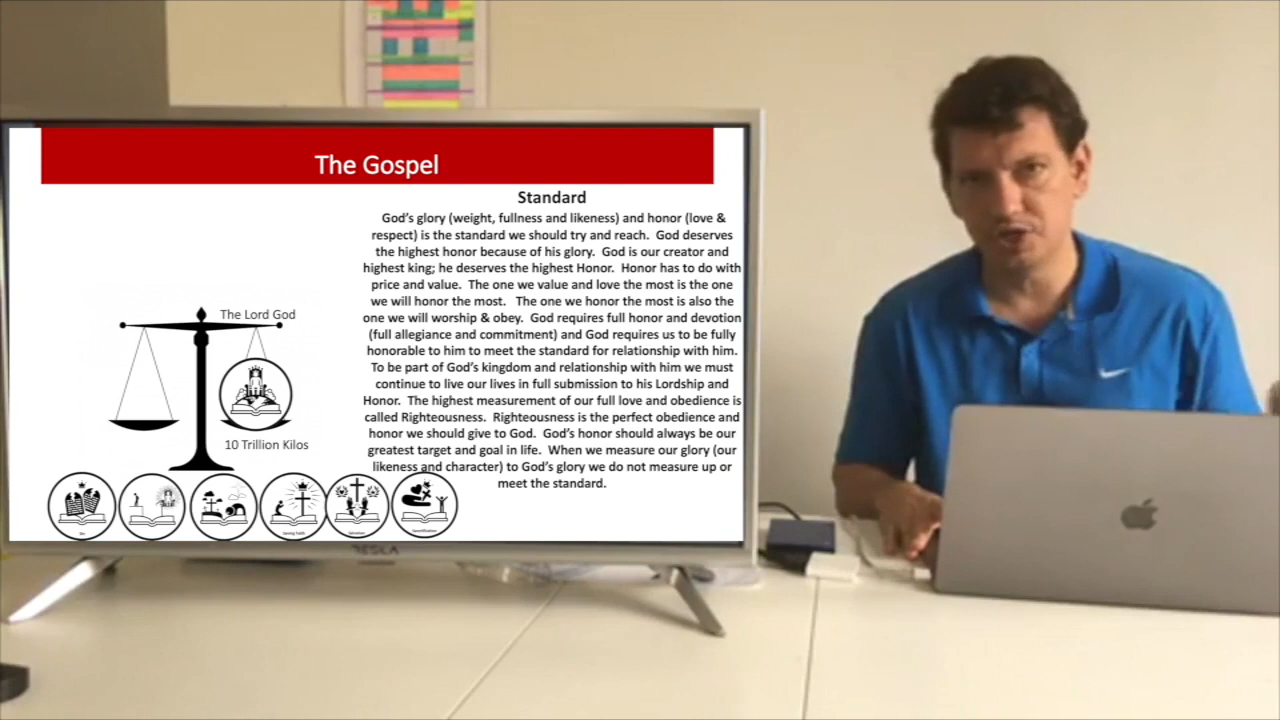 The Gospel
Standard
God's glory (weight, fullness and likeness) and honor (love &
respect) is the standard we should try and reach. God deserves
the highest honor because of his glory. God is our creator and
highest king; he deserves the highest Honor. Honor has to do with
price and value. The one we value and love the most is the one
we will honor the most. The one we honor the most is also the
one we will worship & obey. God requires full honor and devotion
(full allegiance and commitment) and God requires us to be fully
honorable to him to meet the standard for relationship with him.
To be part of God's kingdom and relationship with him we must
continue to live our lives in full submission to his Lordship and
Honor. The highest measurement of our full love and obedience is
called Righteousness. Righteousness is the perfect obedience and
honor we should give to God. God's honor should always be our
greatest target and goal in life. When we measure our glory (our
likeness and character) to God's glory we do not measure up or
meet the standard.
The Lord God
10 Trillion Kilos
Saving Faith
TESLA